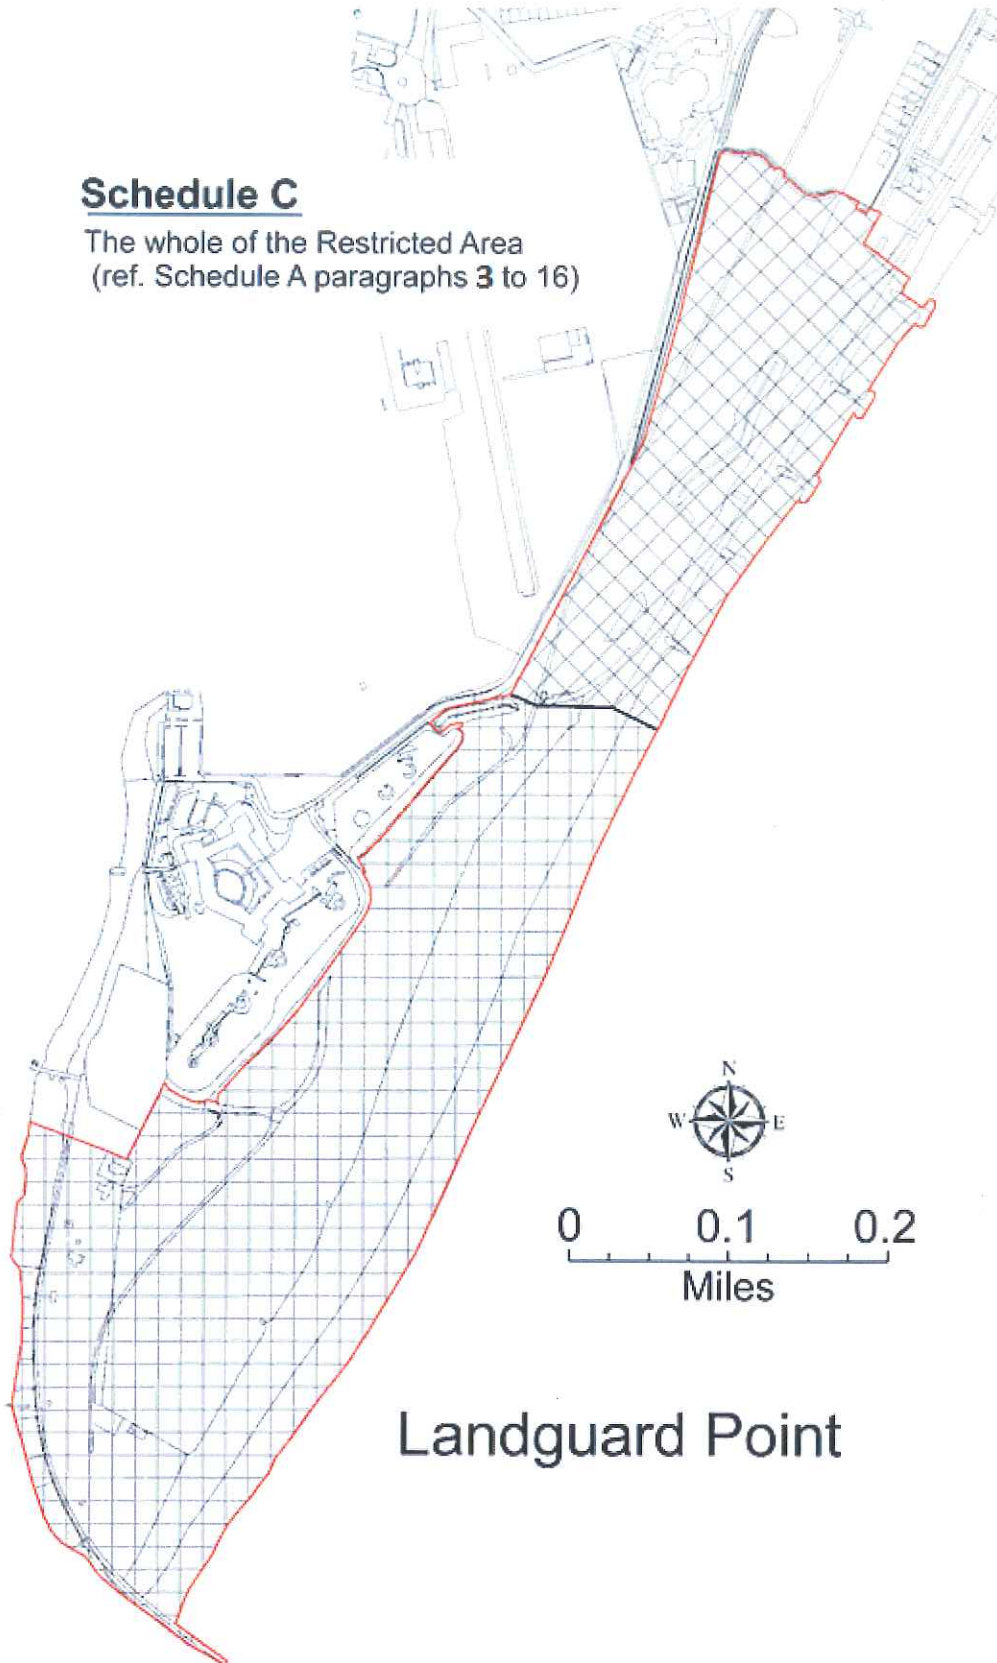 Schedule C
The whole of the Restricted Area
(ref. Schedule A paragraphs 3 to 16)
N
W E
S
0 0.1 0.2
Miles
Landguard Point